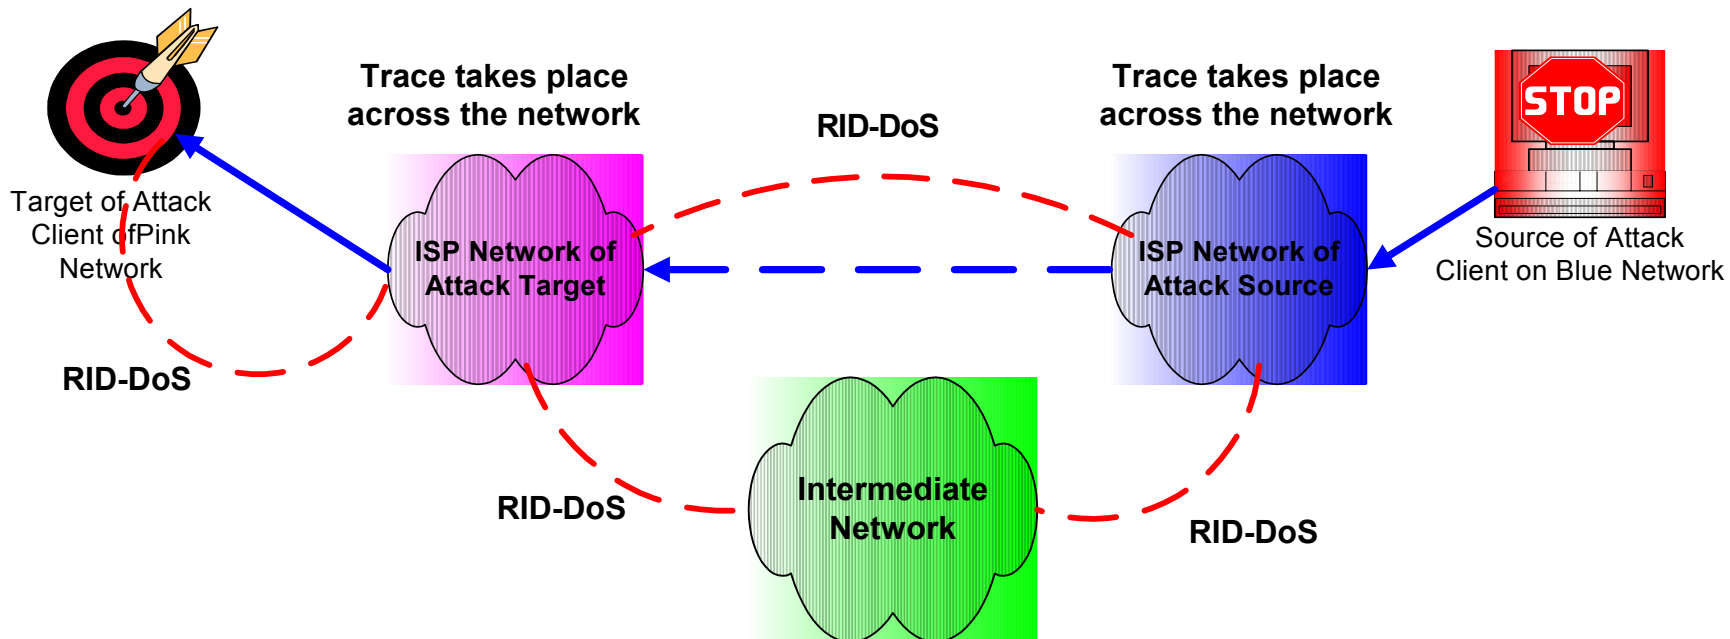 Trace takes place
across the network
Trace takes place
across the network
RID-DoS
STOP
Target of Attack
Client ofPink
Network
ISP Network of
Attack Target
ISP Network of
Attack Source
Source of Attack
Client on Blue Network
RID-DoS
Intermediate
Network
RID-DoS
RID-DoS